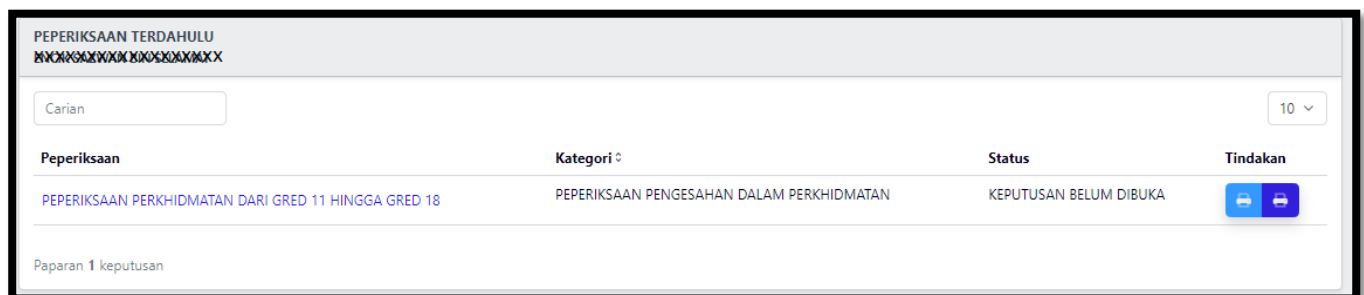 PEPERIKSAAN TERDAHULU
Carian
10
Peperiksaan Kategori Status Tindakan
PEPERIKSAAN PERKHIDMATAN DARI GRED 11 HINGGA GRED 18 PEPERIKSAAN PENGESAHAN DALAM PERKHIDMATAN KEPUTUSAN BELUM DIBUKA
Paparan 1 keputusan